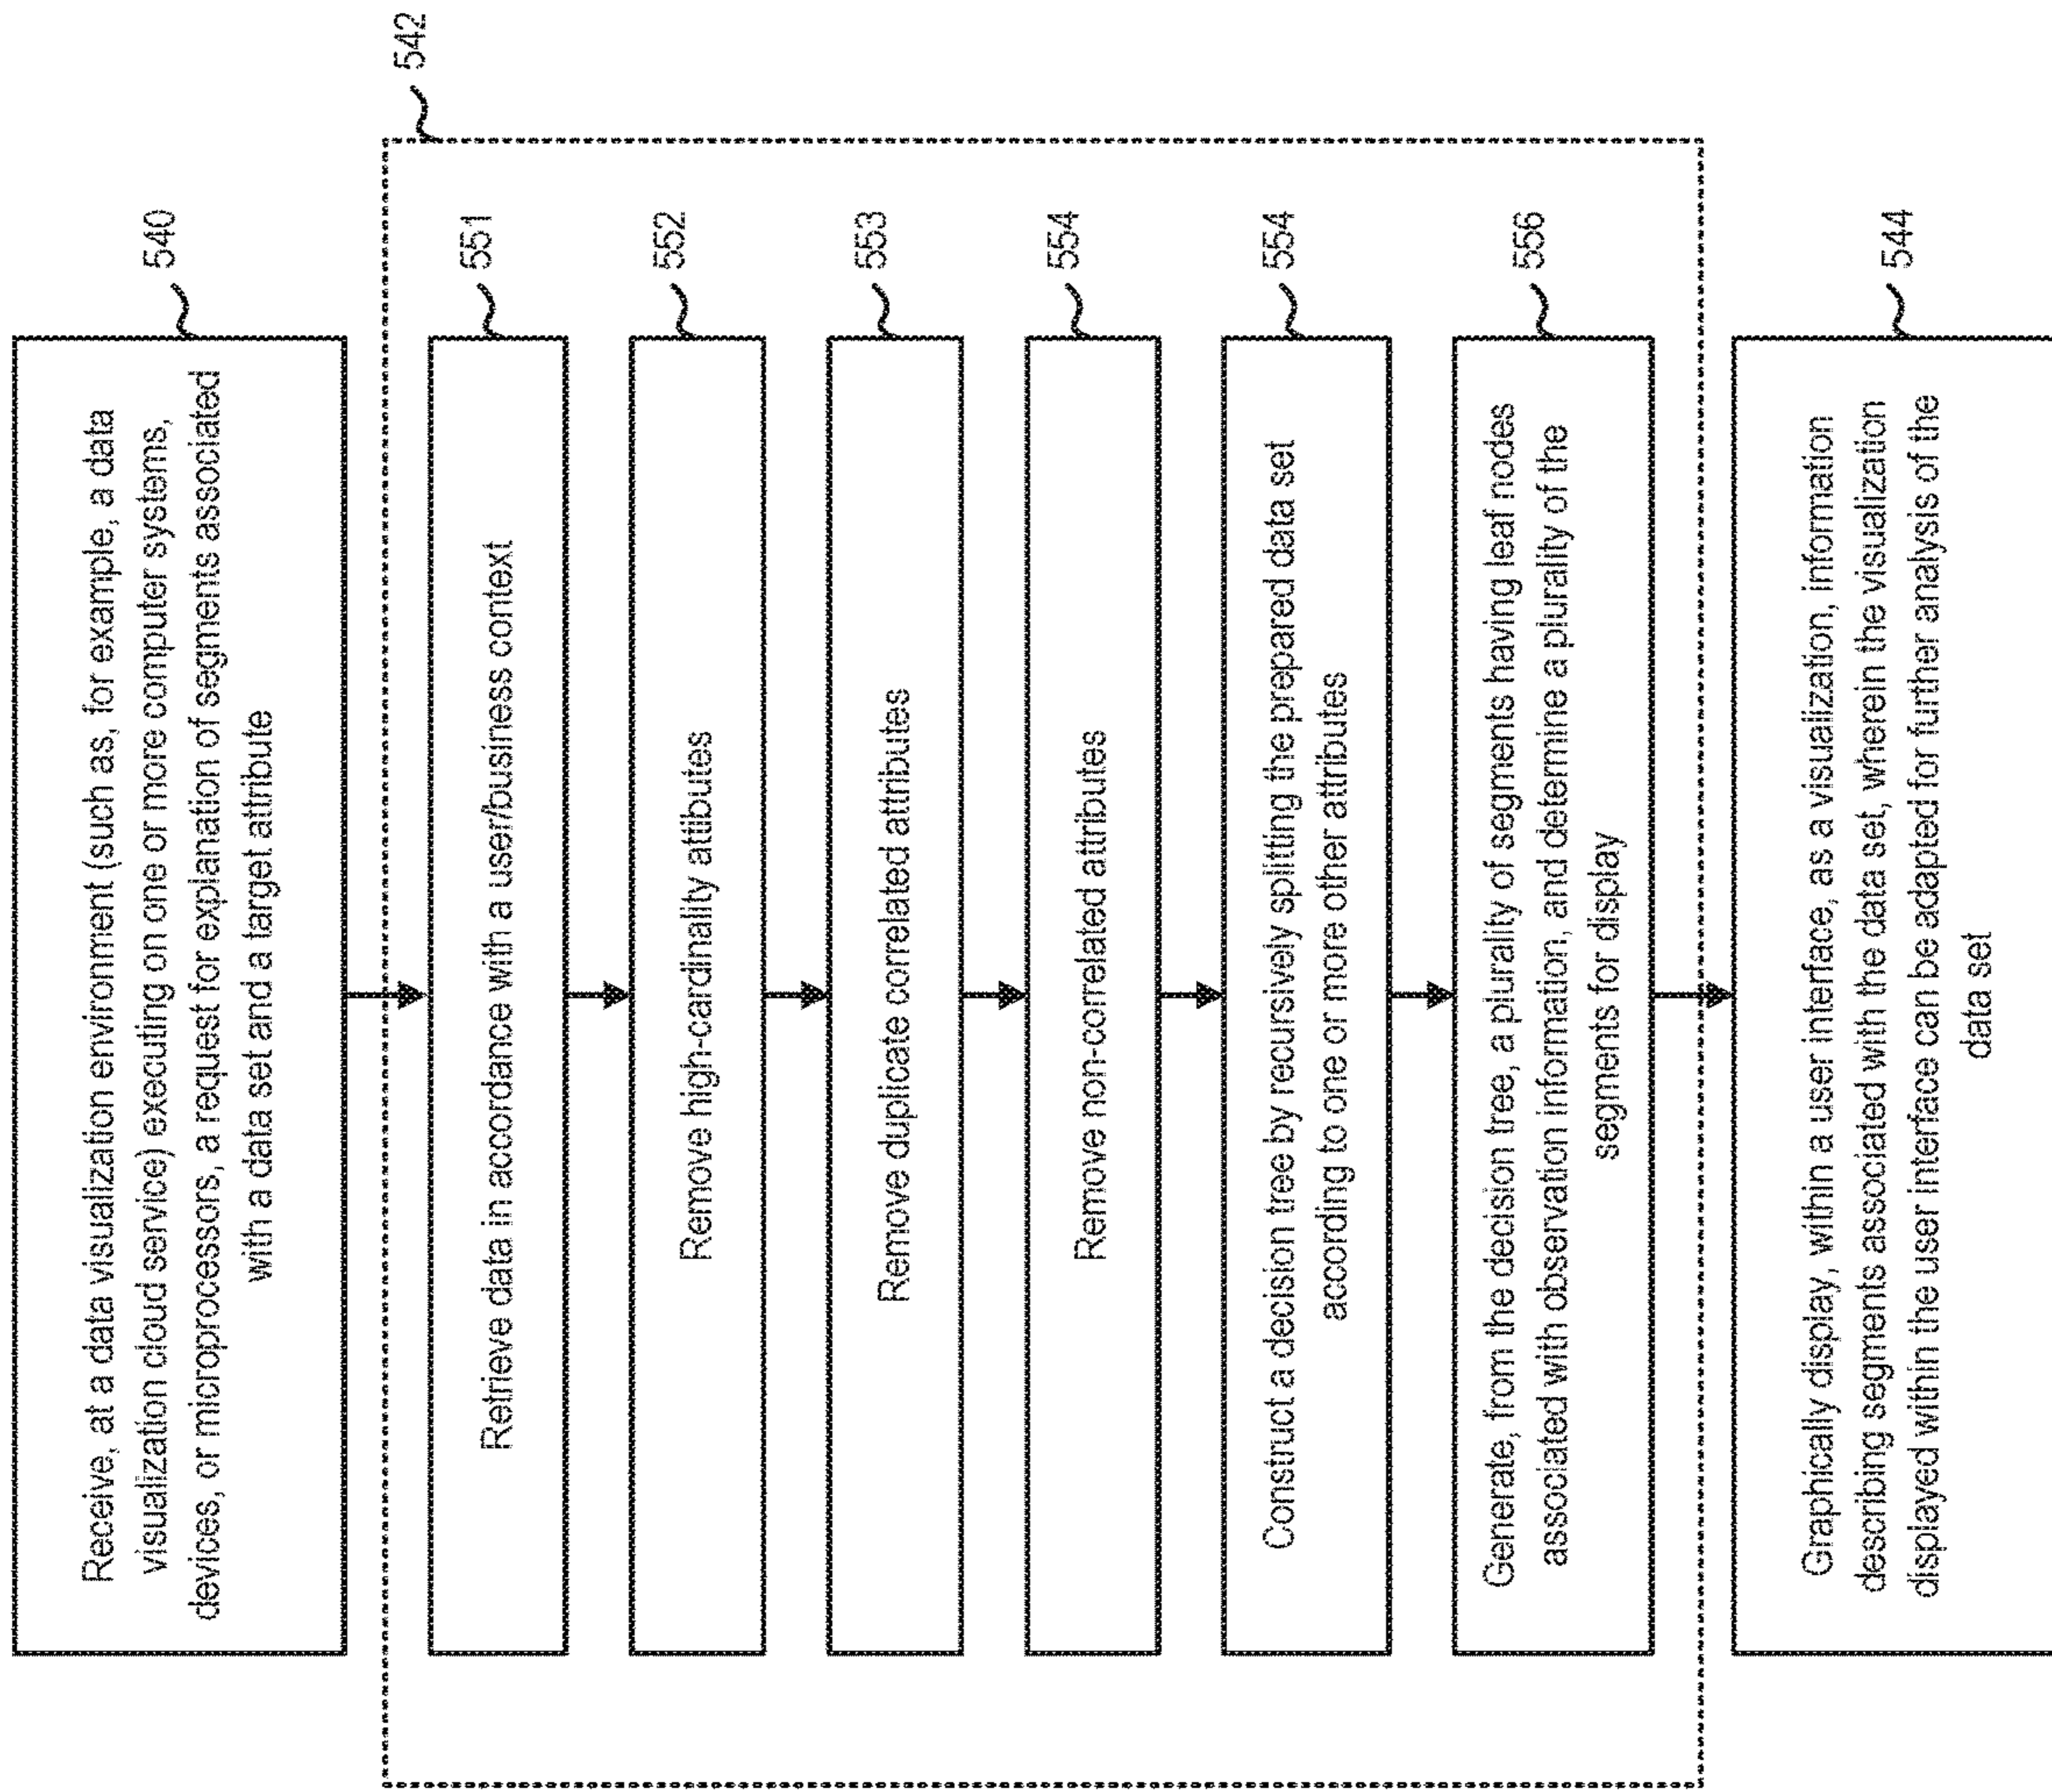 Receive, at a data visualization environment (such as, for example, a data
visualization cloud service) executing on one or more computer systems,
devices, or microprocessors, a request for explanation of segments associated
with a data set and a target attribute
540
542
Retrieve data in accordance with a user/business context
551
Remove high-cardinality attibutes
552
Remove duplicate correlated attributes
553
Remove non-correlated attributes
554
Construct a decision tree by recursively splitting the prepared data set
according to one or more other attributes
554
Generate, from the decision tree, a plurality of segments having leaf nodes
associated with observation information, and determine a plurality of the
segments for display
556
Graphically display, within a user interface, as a visualization, information
describing segments associated with the data set, wherein the visualization
displayed within the user interface can be adapted for further analysis of the
data set
544